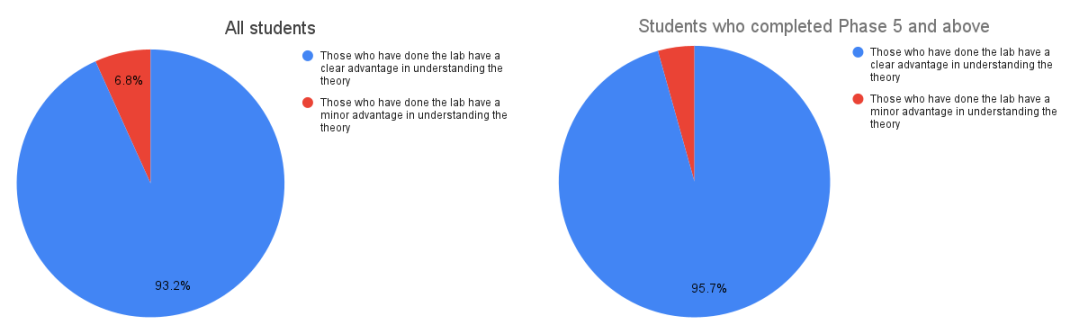 All students
Those who have done the lab have a
clear advantage in understanding the
theory
Those who have done the lab have a
minor advantage in understanding the
theory
6.8%
93.2%
Students who completed Phase 5 and above
Those who have done the lab have a
clear advantage in understanding the
theory
Those who have done the lab have a
minor advantage in understanding the
theory
95.7%